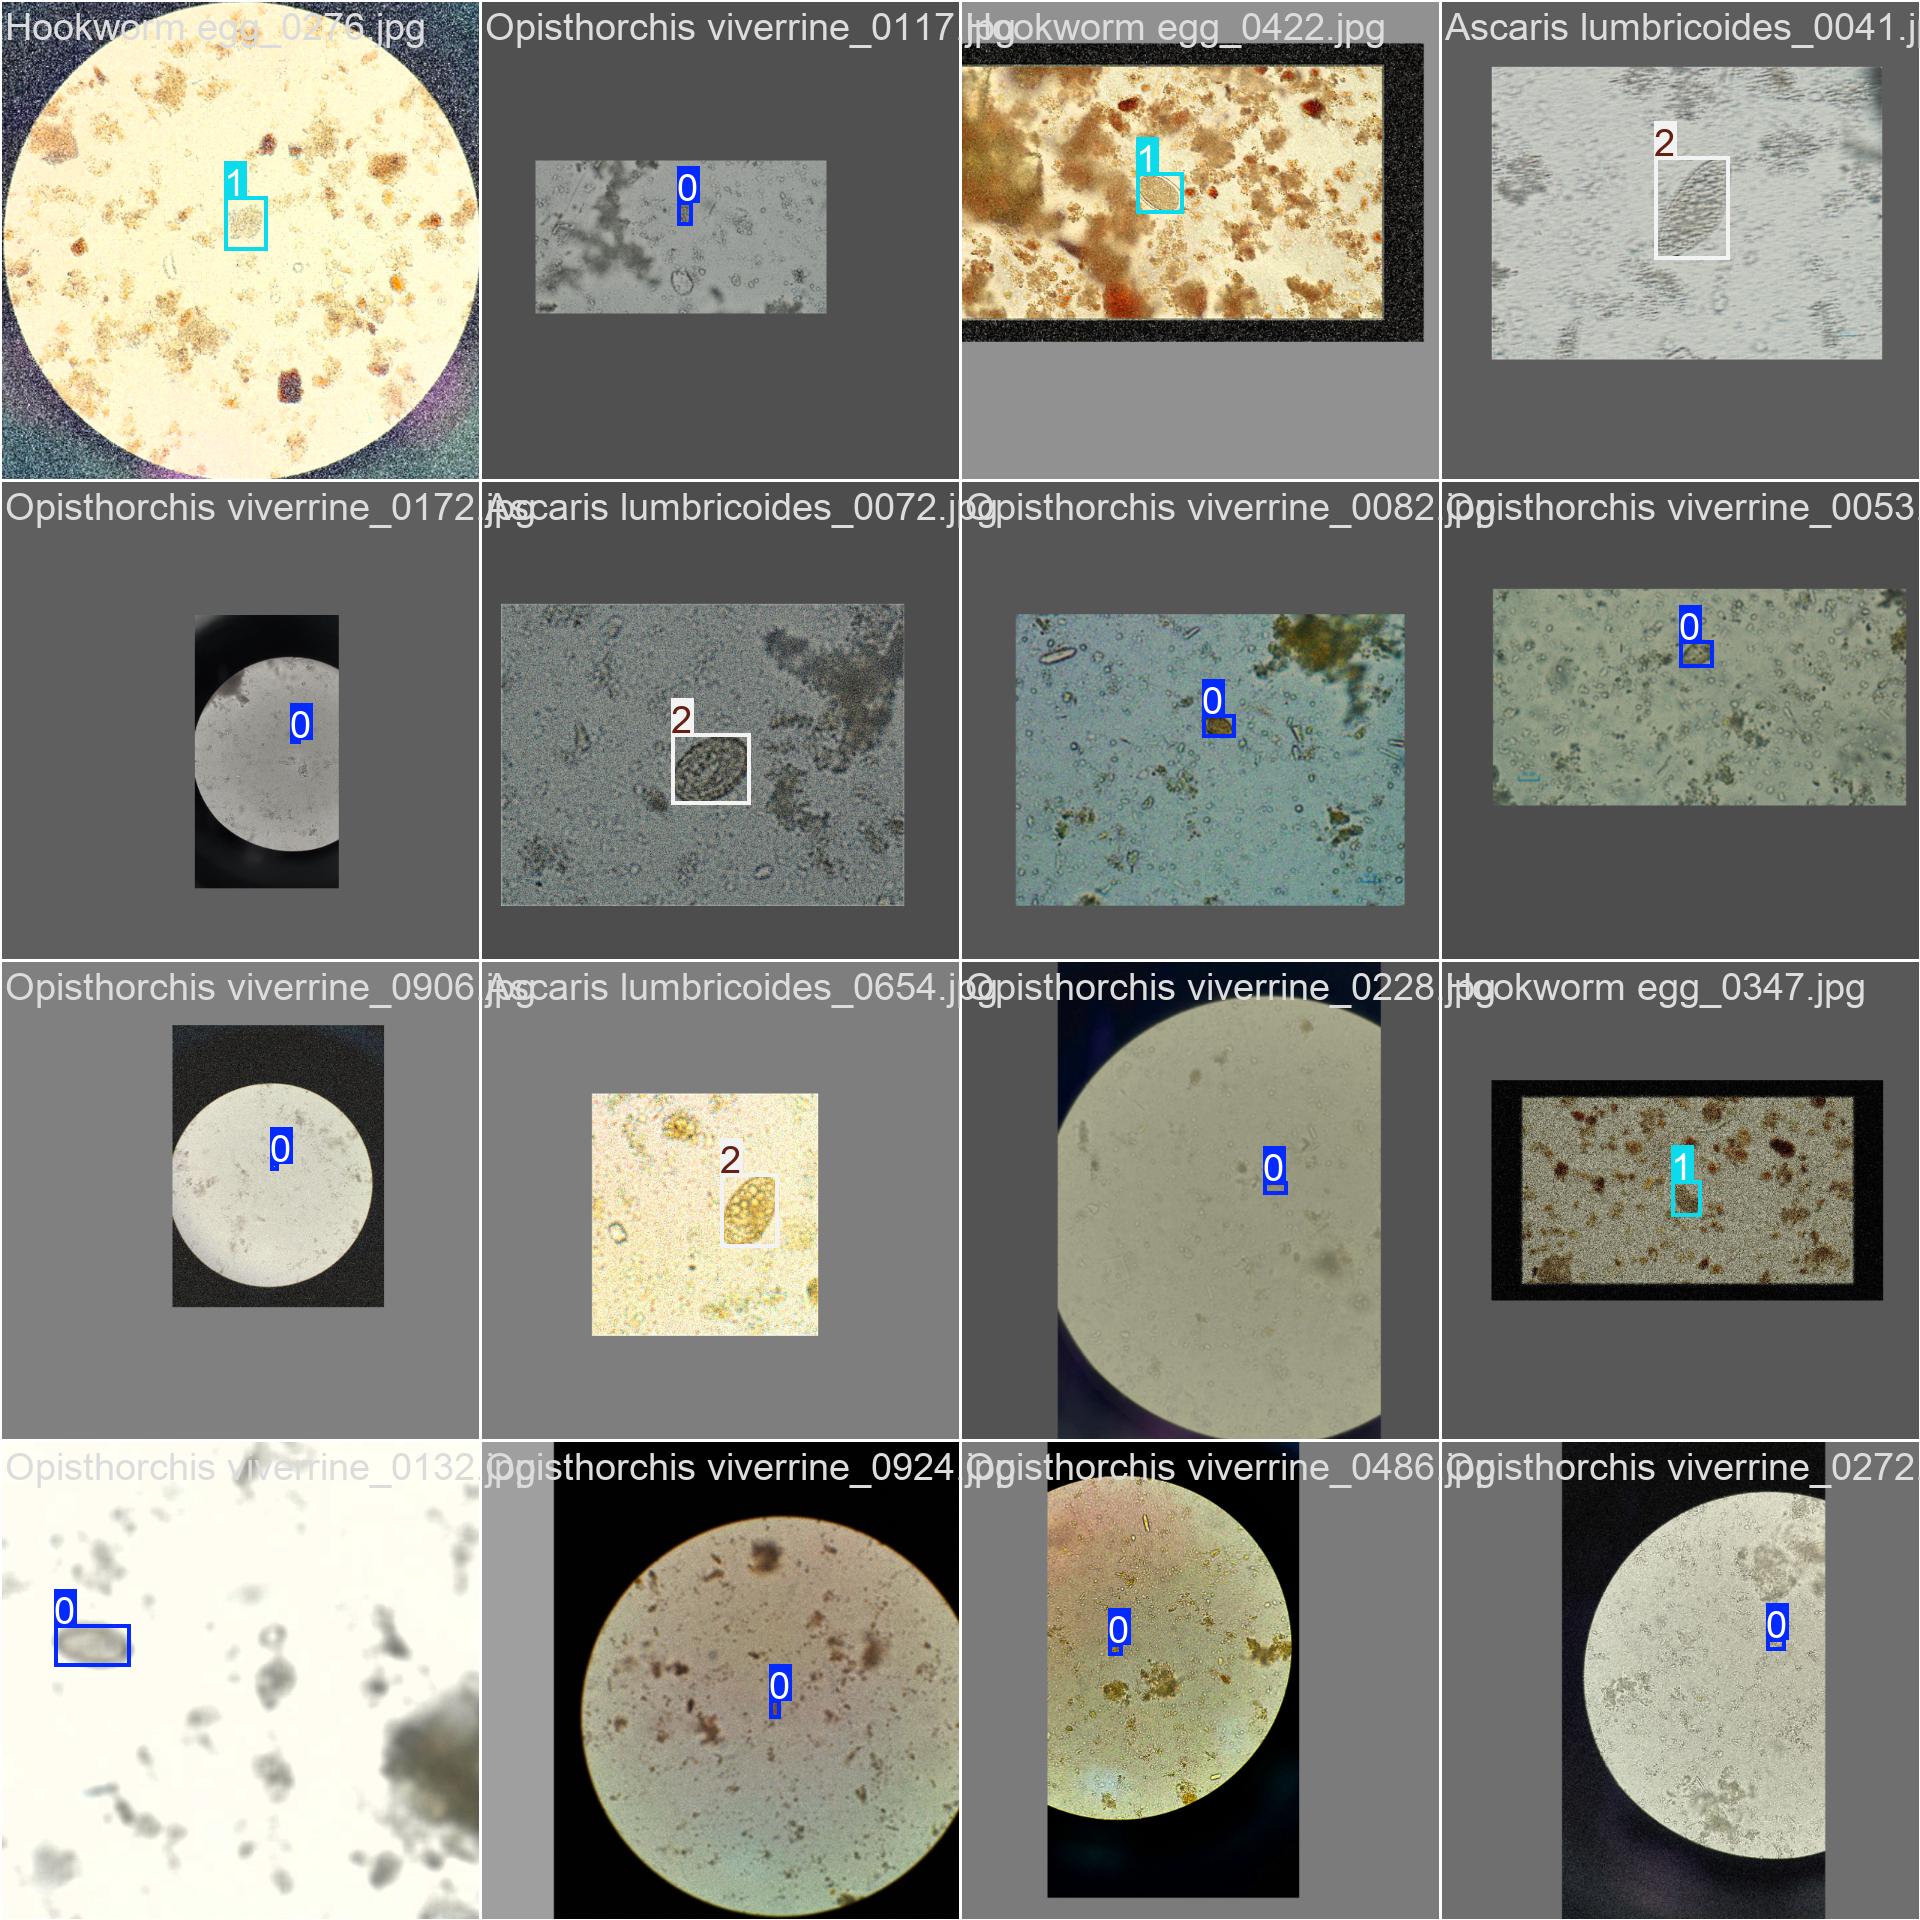 Hookworm egg_0276.jpg
Opisthorchis viverrine_0117.jpg
Hookworm egg_0422.jpg
Ascaris lumbricoides_0041.j
1
0
1
2
Opisthorchis viverrine_0172.jpg
Ascaris lumbricoides_0072.jpg
Opisthorchis viverrine_0082.jpg
Opisthorchis viverrine_0053.
0
2
0
0
Opisthorchis viverrine_0906.jpg
Ascaris lumbricoides_0654.jpg
Opisthorchis viverrine_0228.jpg
Hookworm egg_0347.jpg
0
2
0
1
Opisthorchis viverrine_0132.jpg
Opisthorchis viverrine_0924.jpg
Opisthorchis viverrine_0486.jpg
Opisthorchis viverrine_0272
0
0
0
0